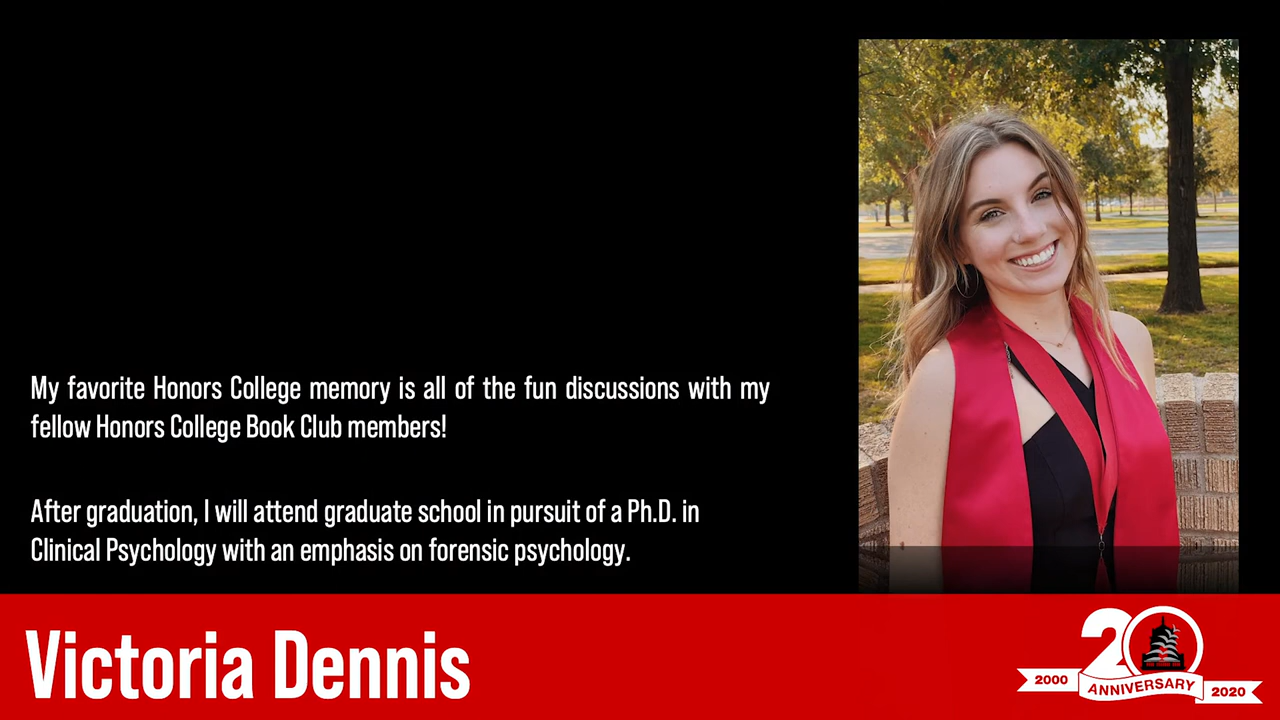 My favorite Honors College memory is all of the fun discussions with my
fellow Honors College Book Club members!
After graduation, I will attend graduate school in pursuit of a Ph.D. in
Clinical Psychology with an emphasis on forensic psychology.
Victoria Dennis
20
2000
ANNIVERSARY
2020